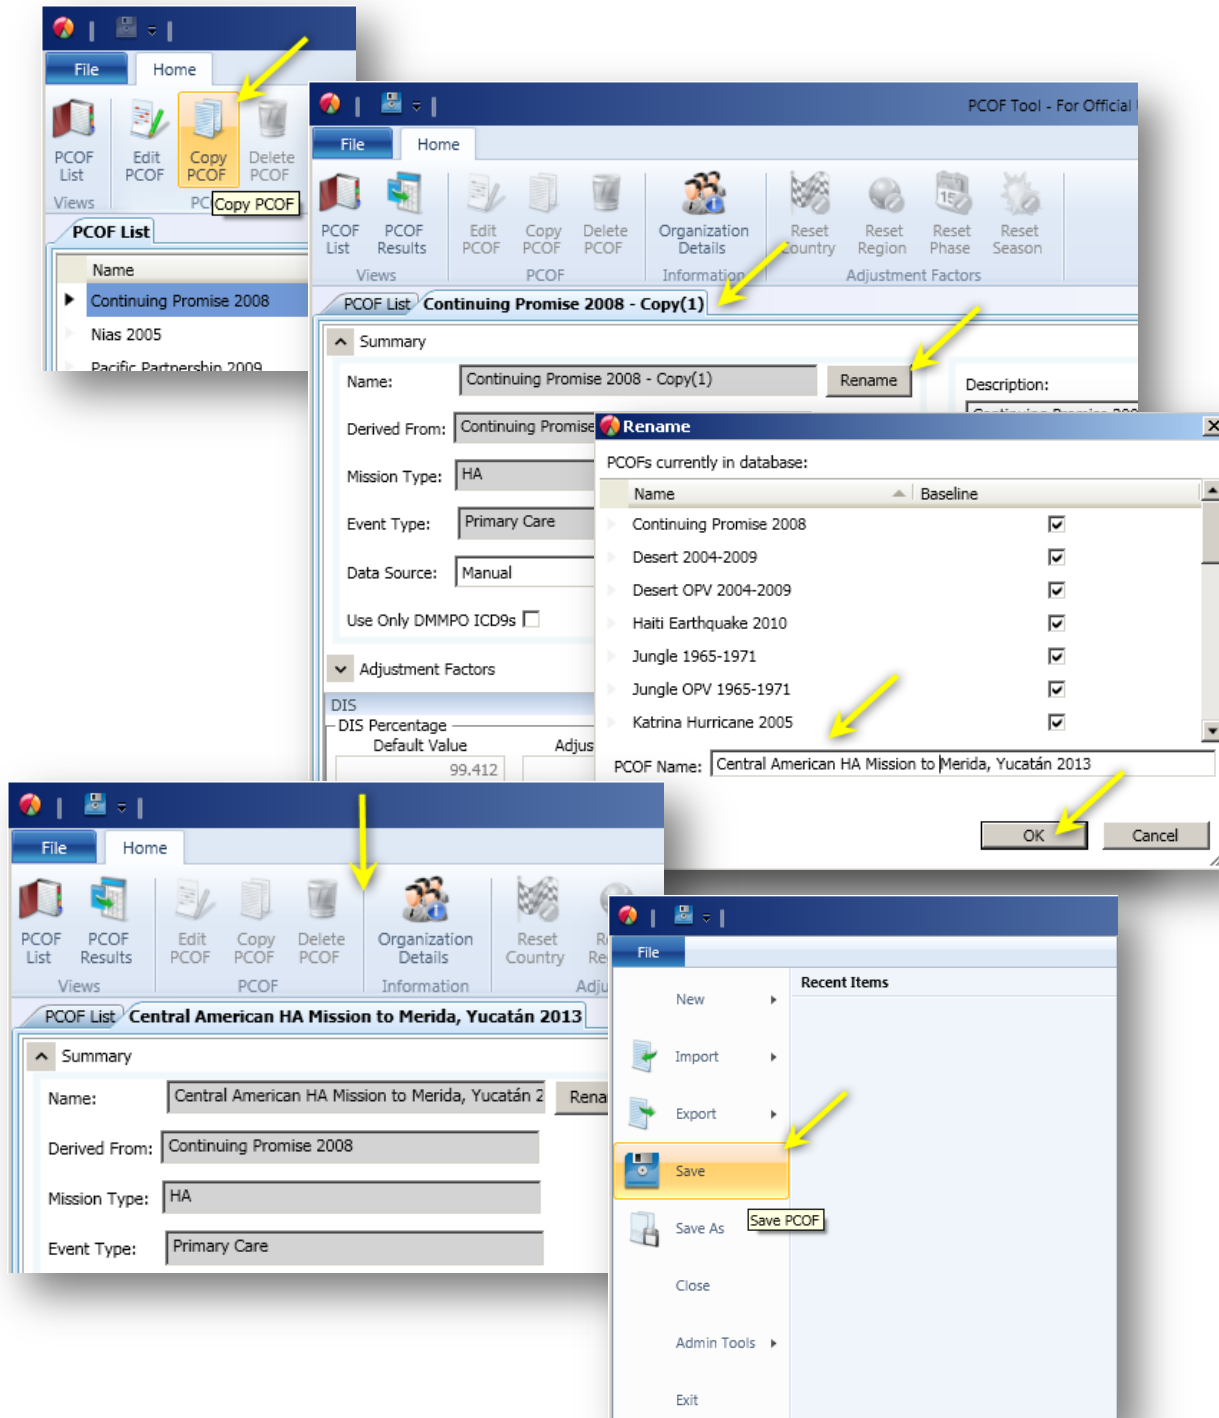 File Home
PCOF List
Edit PCOF
Copy PCOF
Delete PCOF
Views
Copy PCOF
PCOF List
Name
Continuing Promise 2008
Nias 2005
Pacific Partnership 2009
PCOF Tool - For Official
File Home
PCOF List
PCOF Results
Edit PCOF
Copy PCOF
Delete PCOF
Organization Details
Reset Country
Reset Region
Reset Phase
Reset Season
Views PCOF Information Adjustment Factors
PCOF List Continuing Promise 2008 - Copy(1)
Summary
Name: Continuing Promise 2008 - Copy(1) Rename
Description:
Derived From: Continuing Promise
Mission Type: HA
Event Type: Primary Care
Data Source: Manual
Use Only DMMPO ICD9s
Adjustment Factors
DIS
DIS Percentage
Default Value
99.412
Rename
PCOFs currently in database:
Name Baseline
Continuing Promise 2008
Desert 2004-2009
Desert OPV 2004-2009
Haiti Earthquake 2010
Jungle 1965-1971
Jungle OPV 1965-1971
Katrina Hurricane 2005
PCOF Name: Central American HA Mission to Merida, Yucatán 2013
OK Cancel
File Home
PCOF List
PCOF Results
Edit PCOF
Copy PCOF
Delete PCOF
Organization Details
Reset Country
Views PCOF Information
PCOF List Central American HA Mission to Merida, Yucatán 2013
Summary
Name: Central American HA Mission to Merida, Yucatán 2
Derived From: Continuing Promise 2008
Mission Type: HA
Event Type: Primary Care
File
Recent Items
New
Import
Export
Save
Save PCOF
Save As
Close
Admin Tools
Exit